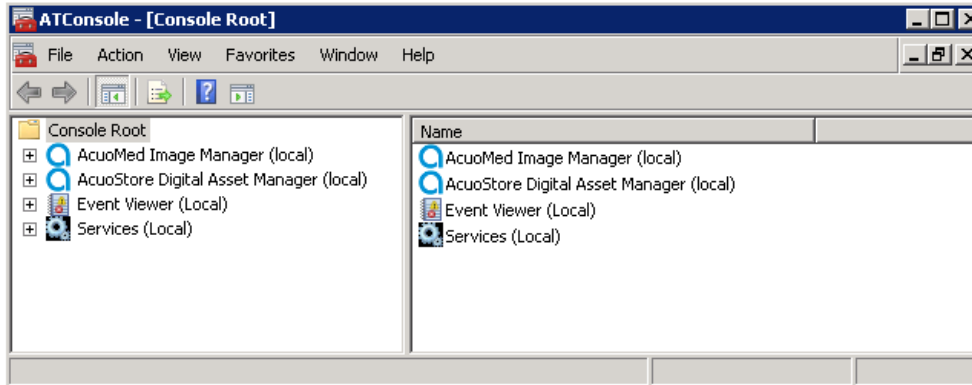 ATConsole - [Console Root]
File Action View Favorites Window Help
Console Root
AcuoMed Image Manager (local)
AcuoStore Digital Asset Manager (local)
Event Viewer (Local)
Services (Local)
Name
AcuoMed Image Manager (local)
AcuoStore Digital Asset Manager (local)
Event Viewer (Local)
Services (Local)